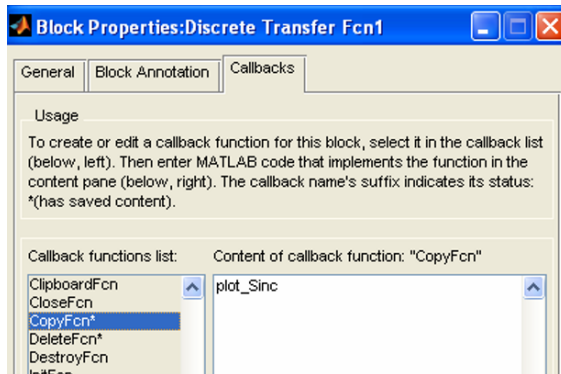 Block Properties:Discrete Transfer Fcn1
General Block Annotation Callbacks
Usage
To create or edit a callback function for this block, select it in the callback list
(below, left). Then enter MATLAB code that implements the function in the
content pane (below, right). The callback name's suffix indicates its status:
*(has saved content).
Callback functions list:
Content of callback function: "CopyFcn"
ClipboardFcn
CloseFcn
CopyFcn*
DeleteFcn*
DestroyFcn
plot_Sinc